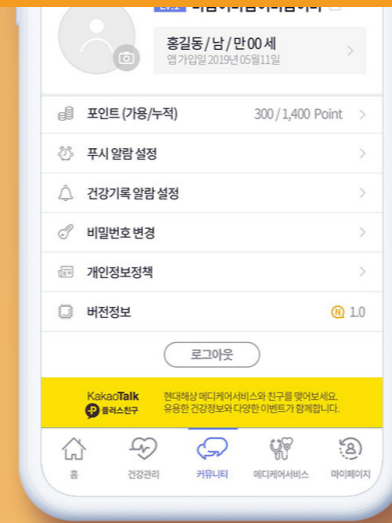 홍길동 / 남 / 만 00 세
앱 가입일 2019년 05월 11일
포인트 (가용/누적) 300 / 1,400 Point
푸시 알람 설정
건강기록 알람 설정
비밀번호 변경
개인정보정책
버전정보 N 1.0
로그아웃
KakaoTalk
플러스친구
현대해상 메디케어서비스와 친구를 맺어보세요.
유용한 건강정보와 다양한 이벤트가 함께합니다.
홈 건강관리 커뮤니티 메디케어서비스 마이페이지